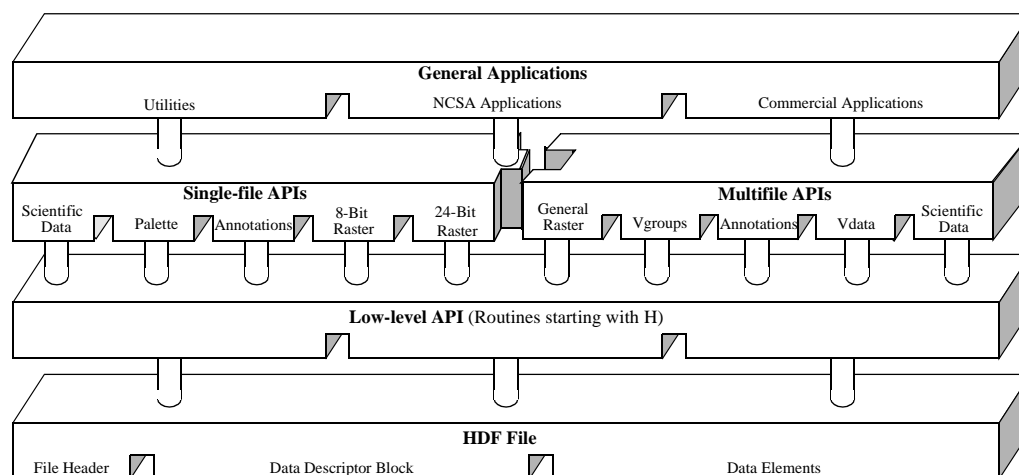 General Applications
Utilities NCSA Applications Commercial Applications
Single-file APIs
Scientific Data
Palette
Annotations
8-Bit Raster
24-Bit Raster
Multifile APIs
General Raster
Vgroups
Annotations
Vdata
Scientific Data
Low-level API (Routines starting with H)
HDF File
File Header Data Descriptor Block Data Elements